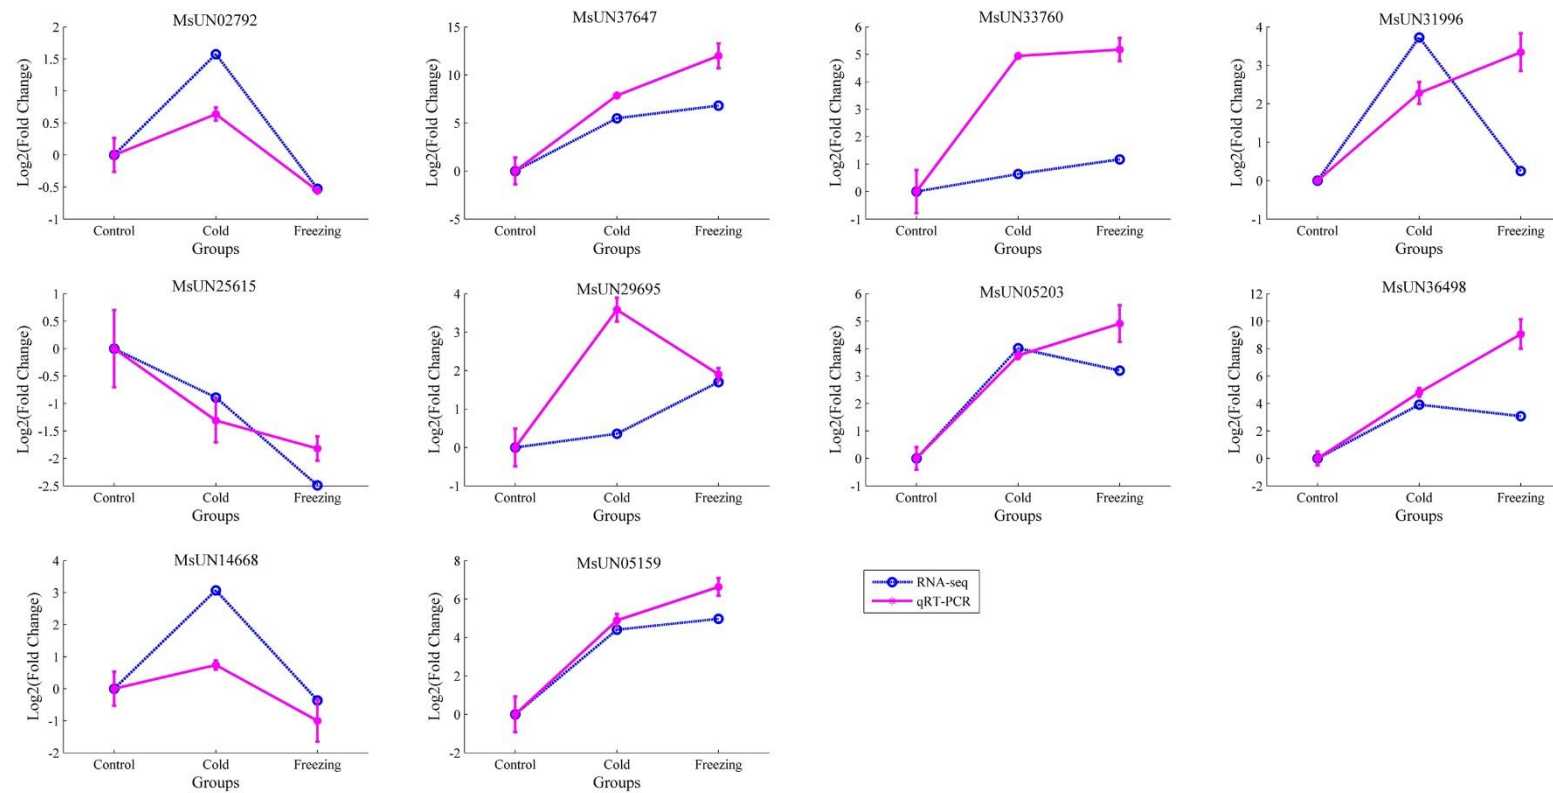 MsUN02792
Log2(Fold Change)
2
1.5
1
0.5
0
-0.5
-1
Control Cold Freezing
Groups
MsUN37647
Log2(Fold Change)
15
10
5
0
-5
Control Cold Freezing
Groups
MsUN33760
Log2(Fold Change)
6
5
4
3
2
1
0
-1
Control Cold Freezing
Groups
MsUN31996
Log2(Fold Change)
4
3
2
1
0
-1
Control Cold Freezing
Groups
MsUN25615
Log2(Fold Change)
1
0.5
0
-0.5
-1
-1.5
-2
-2.5
Control Cold Freezing
Groups
MsUN29695
Log2(Fold Change)
4
3
2
1
0
-1
Control Cold Freezing
Groups
MsUN05203
Log2(Fold Change)
6
5
4
3
2
1
0
-1
Control Cold Freezing
Groups
MsUN36498
Log2(Fold Change)
12
10
8
6
4
2
0
-2
Control Cold Freezing
Groups
MsUN14668
Log2(Fold Change)
4
3
2
1
0
-1
-2
Control Cold Freezing
Groups
MsUN05159
Log2(Fold Change)
8
6
4
2
0
-2
Control Cold Freezing
Groups
RNA-seq
qRT-PCR